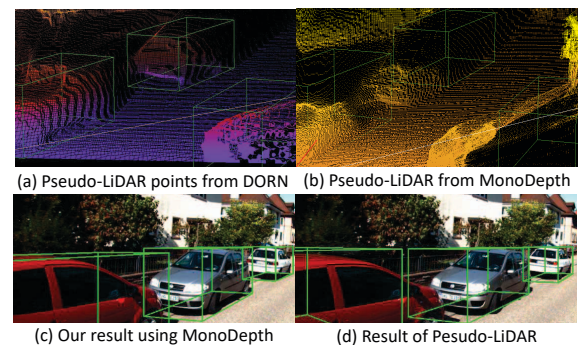 (a) Pseudo-LiDAR points from DORN
(b) Pseudo-LiDAR from MonoDepth
(c) Our result using MonoDepth
(d) Result of Pesudo-LiDAR